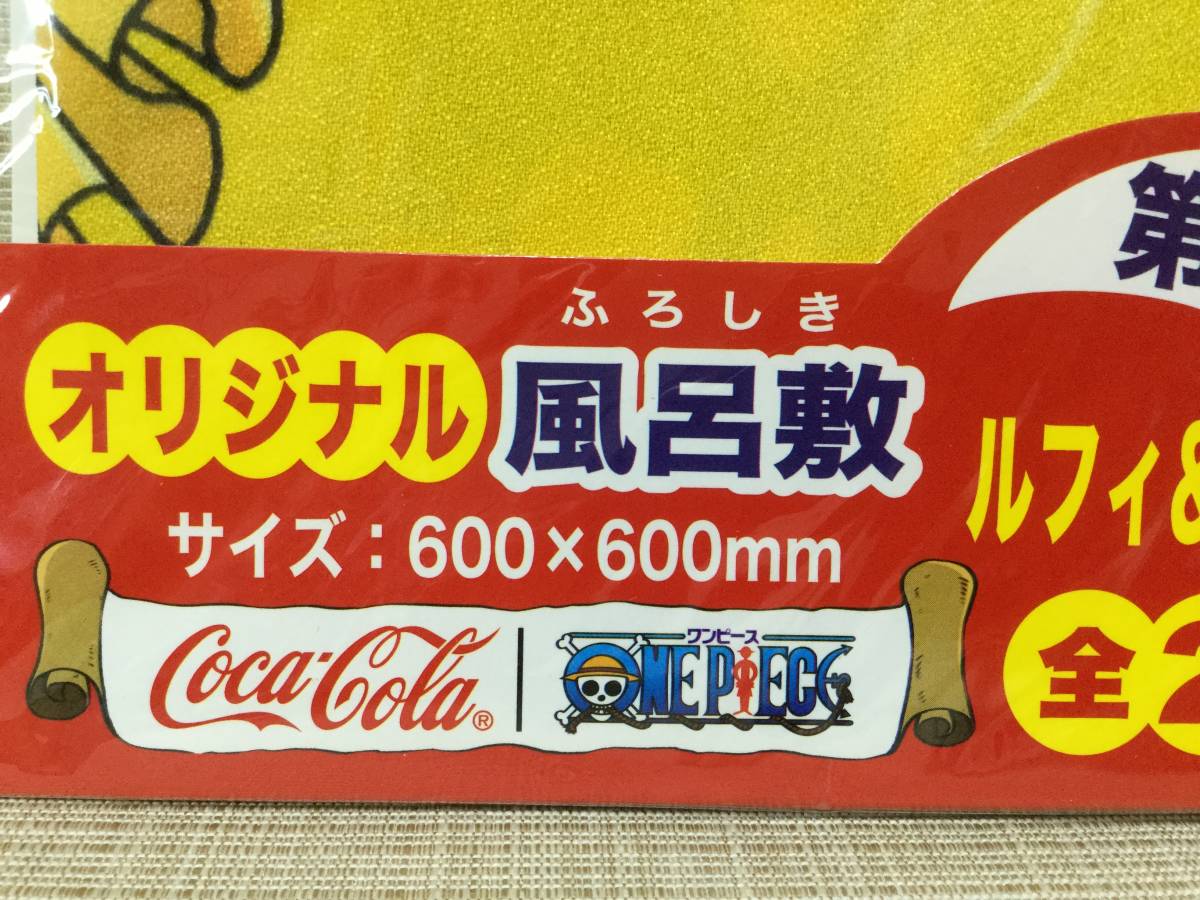 第
ふろしき
オリジナル 風呂敷
ルフィ&
サイズ：600×600mm
全2
Coca-Cola®
ワンピース
ONE PIECE